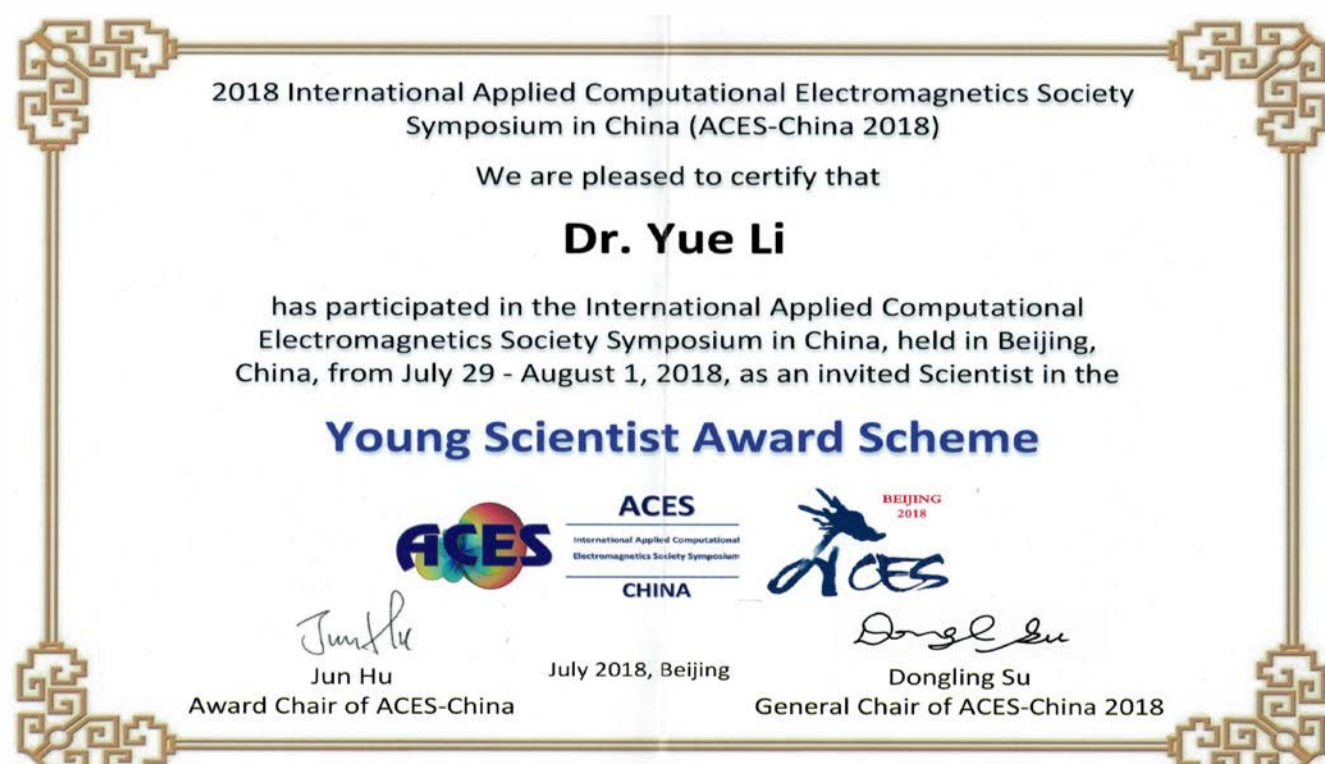 2018 International Applied Computational Electromagnetics Society
Symposium in China (ACES-China 2018)
We are pleased to certify that
Dr. Yue Li
has participated in the International Applied Computational
Electromagnetics Society Symposium in China, held in Beijing,
China, from July 29 - August 1, 2018, as an invited Scientist in the
Young Scientist Award Scheme
ACES
ACES
International Applied Computational
Electromagnetics Society Symposium
CHINA
BEIJING
2018
ACES
Jun Hu
Jun Hu
Award Chair of ACES-China
July 2018, Beijing
Dongl Su
Dongling Su
General Chair of ACES-China 2018